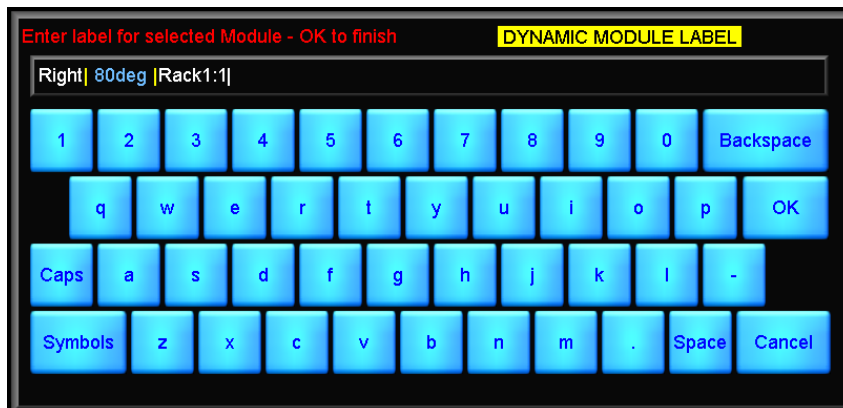 Enter label for selected Module - OK to finish DYNAMIC MODULE LABEL
Right| 80deg |Rack1:1|
1 2 3 4 5 6 7 8 9 0 Backspace
q w e r t y u i o p OK
Caps a s d f g h j k l -
Symbols z x c v b n m . Space Cancel